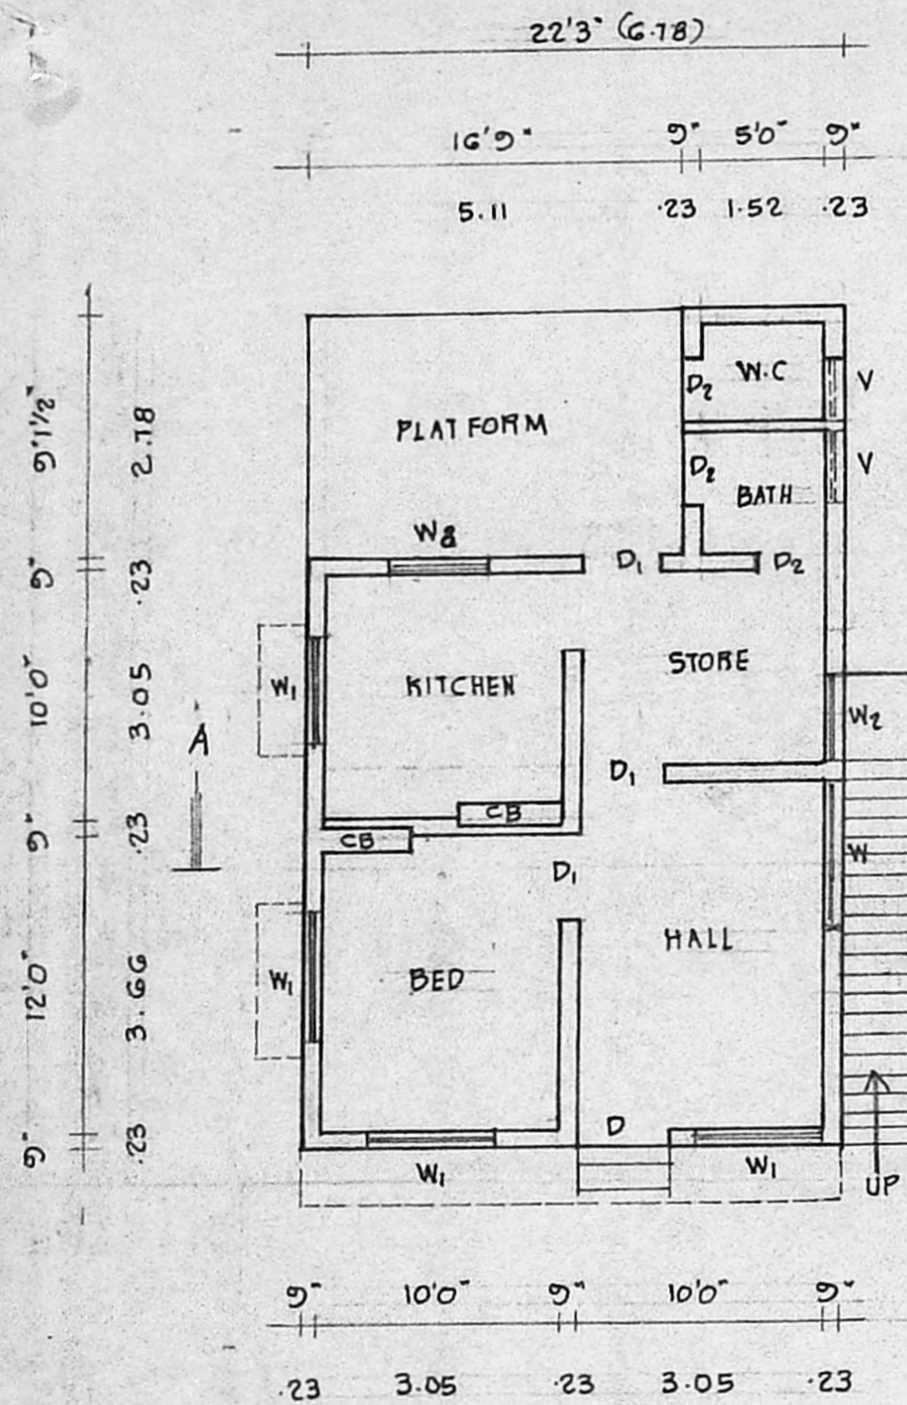 22'3" (6.78)
16'9" 9" 5'0" 9"
5.11 .23 1.52 .23
W.C
D2
V
PLATFORM
D2
V
BATH
W2
D1
D2
9'1½" 2.78
9" .23
10'0" 3.05
9" .23
12'0" 3.66
9" .23
A
W1
KITCHEN
STORE
W2
D1
CB
CB
W
D1
HALL
W1
BED
D
W1
W1
UP
9" 10'0" 9" 10'0" 9"
.23 3.05 .23 3.05 .23